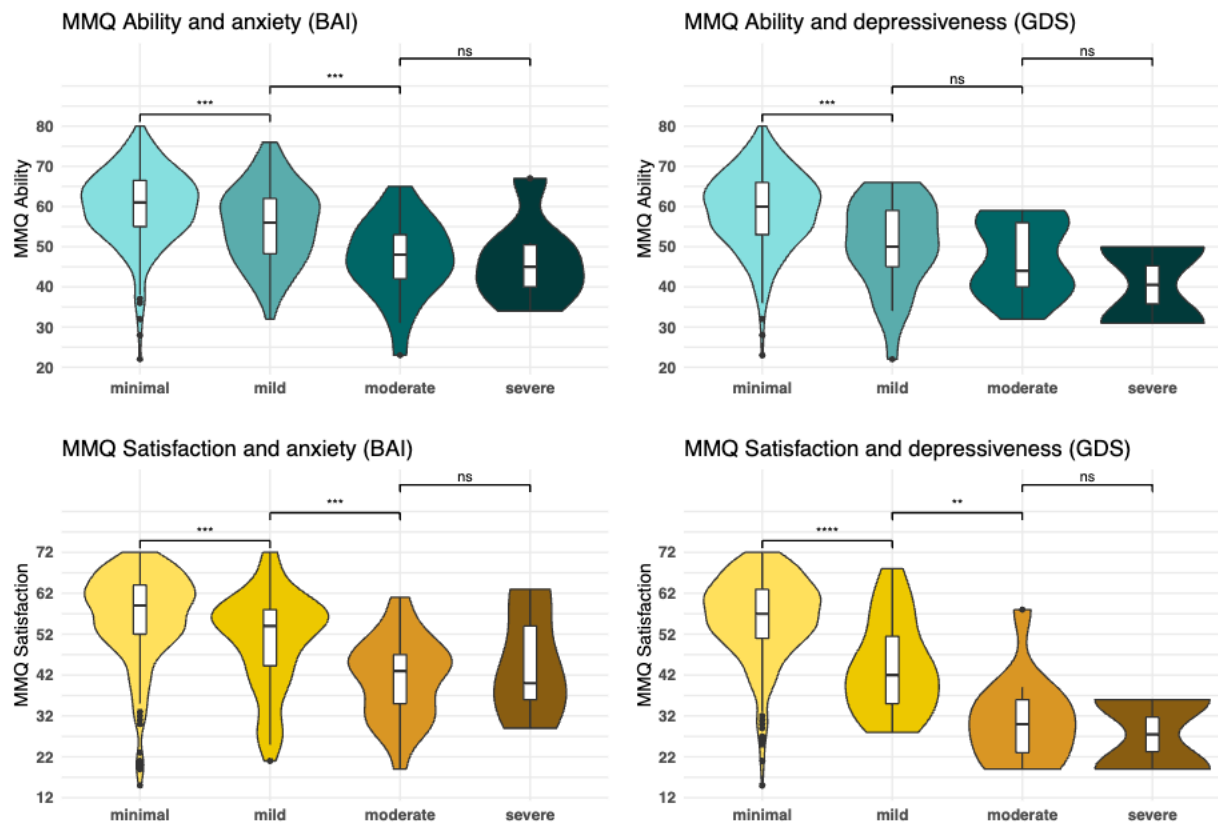 MMQ Ability and anxiety (BAI)
ns
***
***
MMQ Ability
80
70
60
50
40
30
20
minimal mild moderate severe
MMQ Ability and depressiveness (GDS)
ns
ns
***
MMQ Ability
80
70
60
50
40
30
20
minimal mild moderate severe
MMQ Satisfaction and anxiety (BAI)
ns
***
***
MMQ Satisfaction
72
62
52
42
32
22
12
minimal mild moderate severe
MMQ Satisfaction and depressiveness (GDS)
ns
**
****
MMQ Satisfaction
72
62
52
42
32
22
12
minimal mild moderate severe